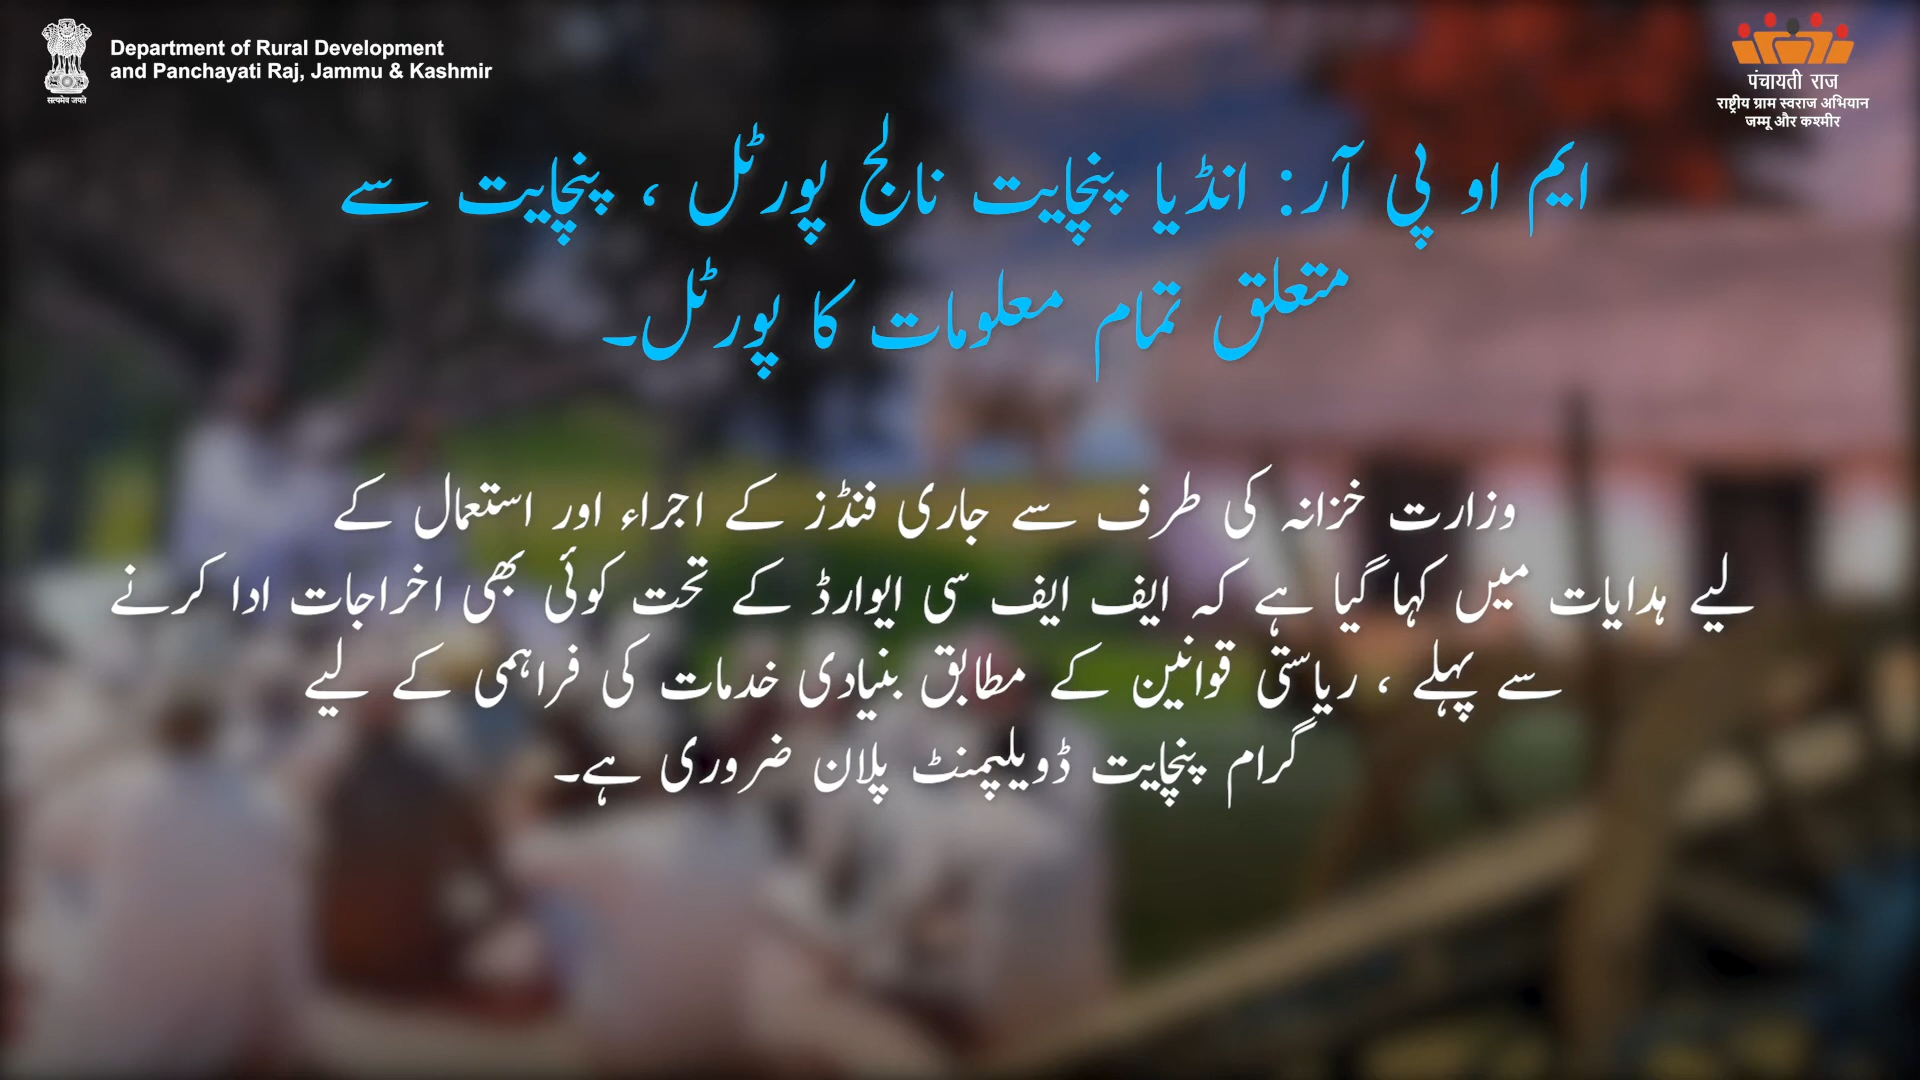 Department of Rural Development
and Panchayati Raj, Jammu & Kashmir
सत्यमेव जयते
पंचायती राज
राष्ट्रीय ग्राम स्वराज अभियान
जम्मू और कश्मीर
ایم او پی آر: انڈیا پنچایت نالج پورٹل ، پنچایت سے
متعلق تمام معلومات کا پورٹل۔
وزارت خزانہ کی طرف سے جاری فنڈز کے اجراء اور استعمال کے
لیے ہدایات میں کہا گیا ہے کہ ایف ایف سی ایوارڈ کے تحت کوئی بھی اخراجات ادا کرنے
سے پہلے ، ریاستی قوانین کے مطابق بنیادی خدمات کی فراہمی کے لیے
گرام پنچایت ڈویلپمنٹ پلان ضروری ہے۔